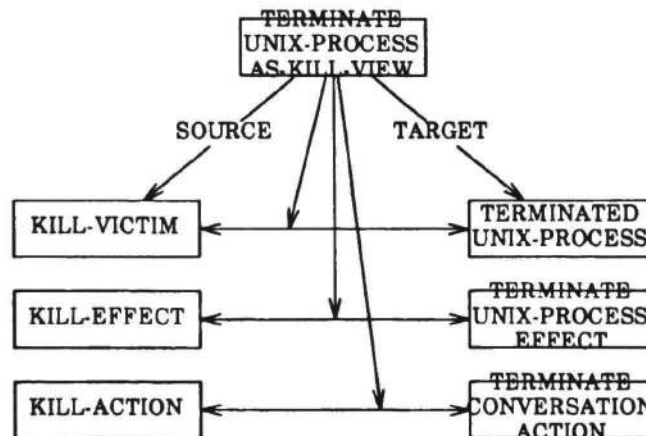 TERMINATE
UNIX-PROCESS
AS.KILL.VIEW
SOURCE
TARGET
KILL-VICTIM
TERMINATED
UNIX-PROCESS
KILL-EFFECT
TERMINATE
UNIX-PROCESS
EFFECT
KILL-ACTION
TERMINATE
CONVERSATION
ACTION